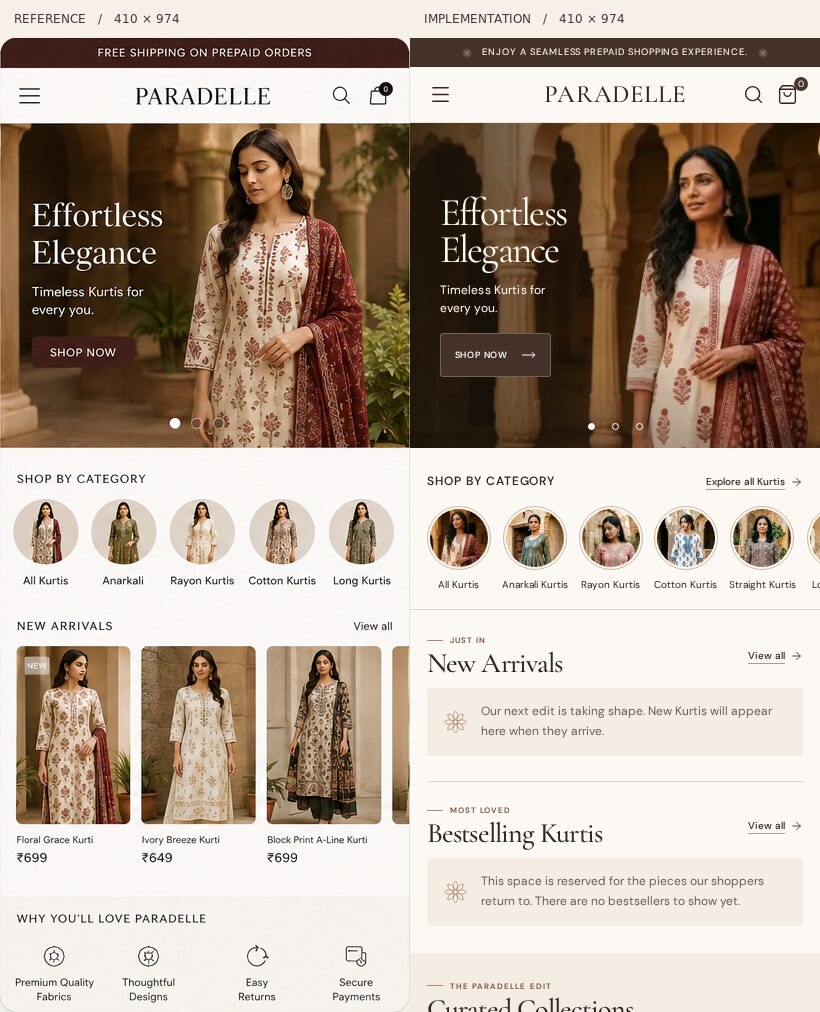 REFERENCE / 410 × 974
FREE SHIPPING ON PREPAID ORDERS
PARADELLE
0
Effortless
Elegance
Timeless Kurtis for
every you.
SHOP NOW
SHOP BY CATEGORY
All Kurtis
Anarkali
Rayon Kurtis
Cotton Kurtis
Long Kurtis
NEW ARRIVALS
View all
NEW
Floral Grace Kurti
₹699
Ivory Breeze Kurti
₹649
Block Print A-Line Kurti
₹699
WHY YOU'LL LOVE PARADELLE
Premium Quality
Fabrics
Thoughtful
Designs
Easy
Returns
Secure
Payments
IMPLEMENTATION / 410 × 974
ENJOY A SEAMLESS PREPAID SHOPPING EXPERIENCE.
PARADELLE
0
Effortless
Elegance
Timeless Kurtis for
every you.
SHOP NOW
SHOP BY CATEGORY
Explore all Kurtis
All Kurtis
Anarkali Kurtis
Rayon Kurtis
Cotton Kurtis
Straight Kurtis
JUST IN
New Arrivals
View all
Our next edit is taking shape. New Kurtis will appear
here when they arrive.
MOST LOVED
Bestselling Kurtis
View all
This space is reserved for the pieces our shoppers
return to. There are no bestsellers to show yet.
THE PARADELLE EDIT
Curated Collections